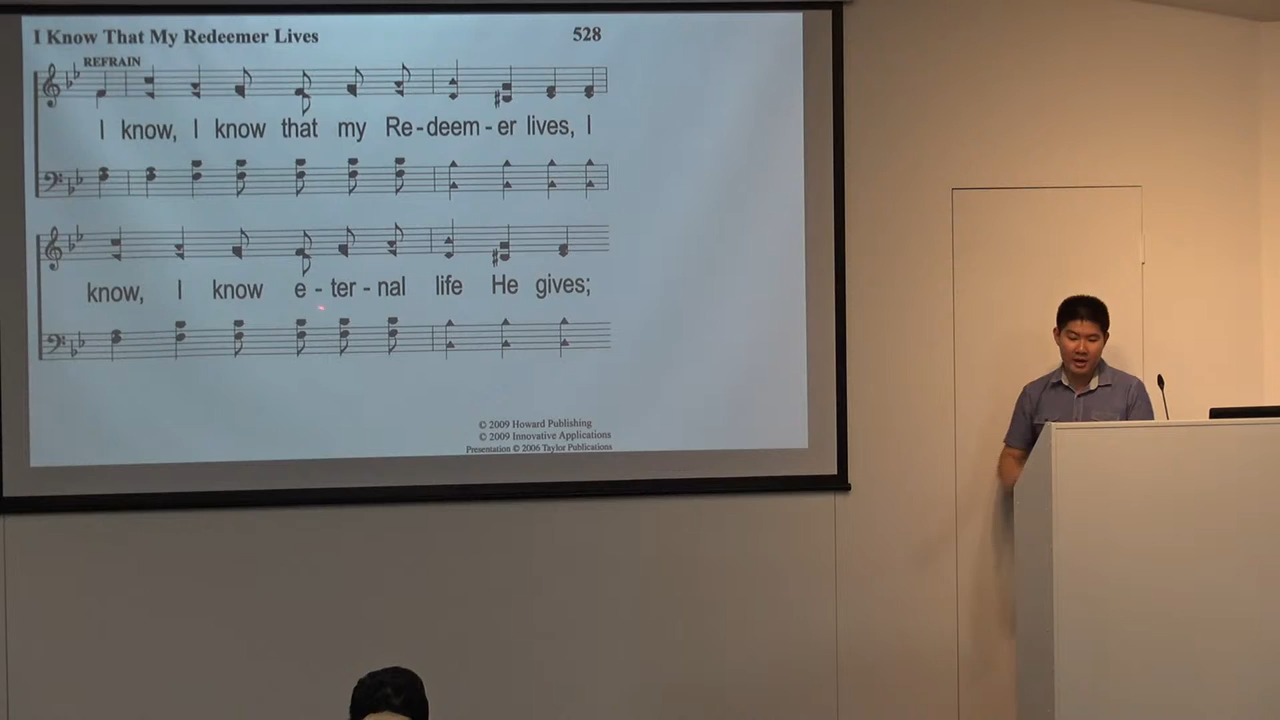 I Know That My Redeemer Lives 528
REFRAIN
I know, I know that my Re-deem-er lives, I
know, I know e-ter-nal life He gives;
© 2009 Howard Publishing
© 2009 Innovative Applications
Presentation © 2006 Taylor Publications